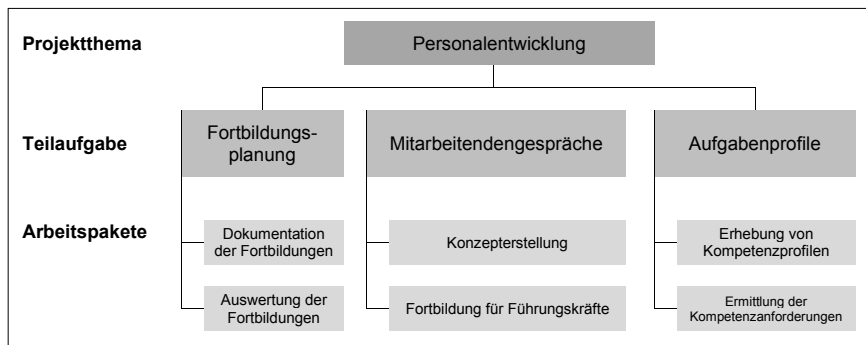 Projektthema
Personalentwicklung
Teilaufgabe
Fortbildungs-
planung
Mitarbeitendengespräche
Aufgabenprofile
Arbeitspakete
Dokumentation
der Fortbildungen
Konzepterstellung
Erhebung von
Kompetenzprofilen
Auswertung der
Fortbildungen
Fortbildung für Führungskräfte
Ermittlung der
Kompetenzanforderungen